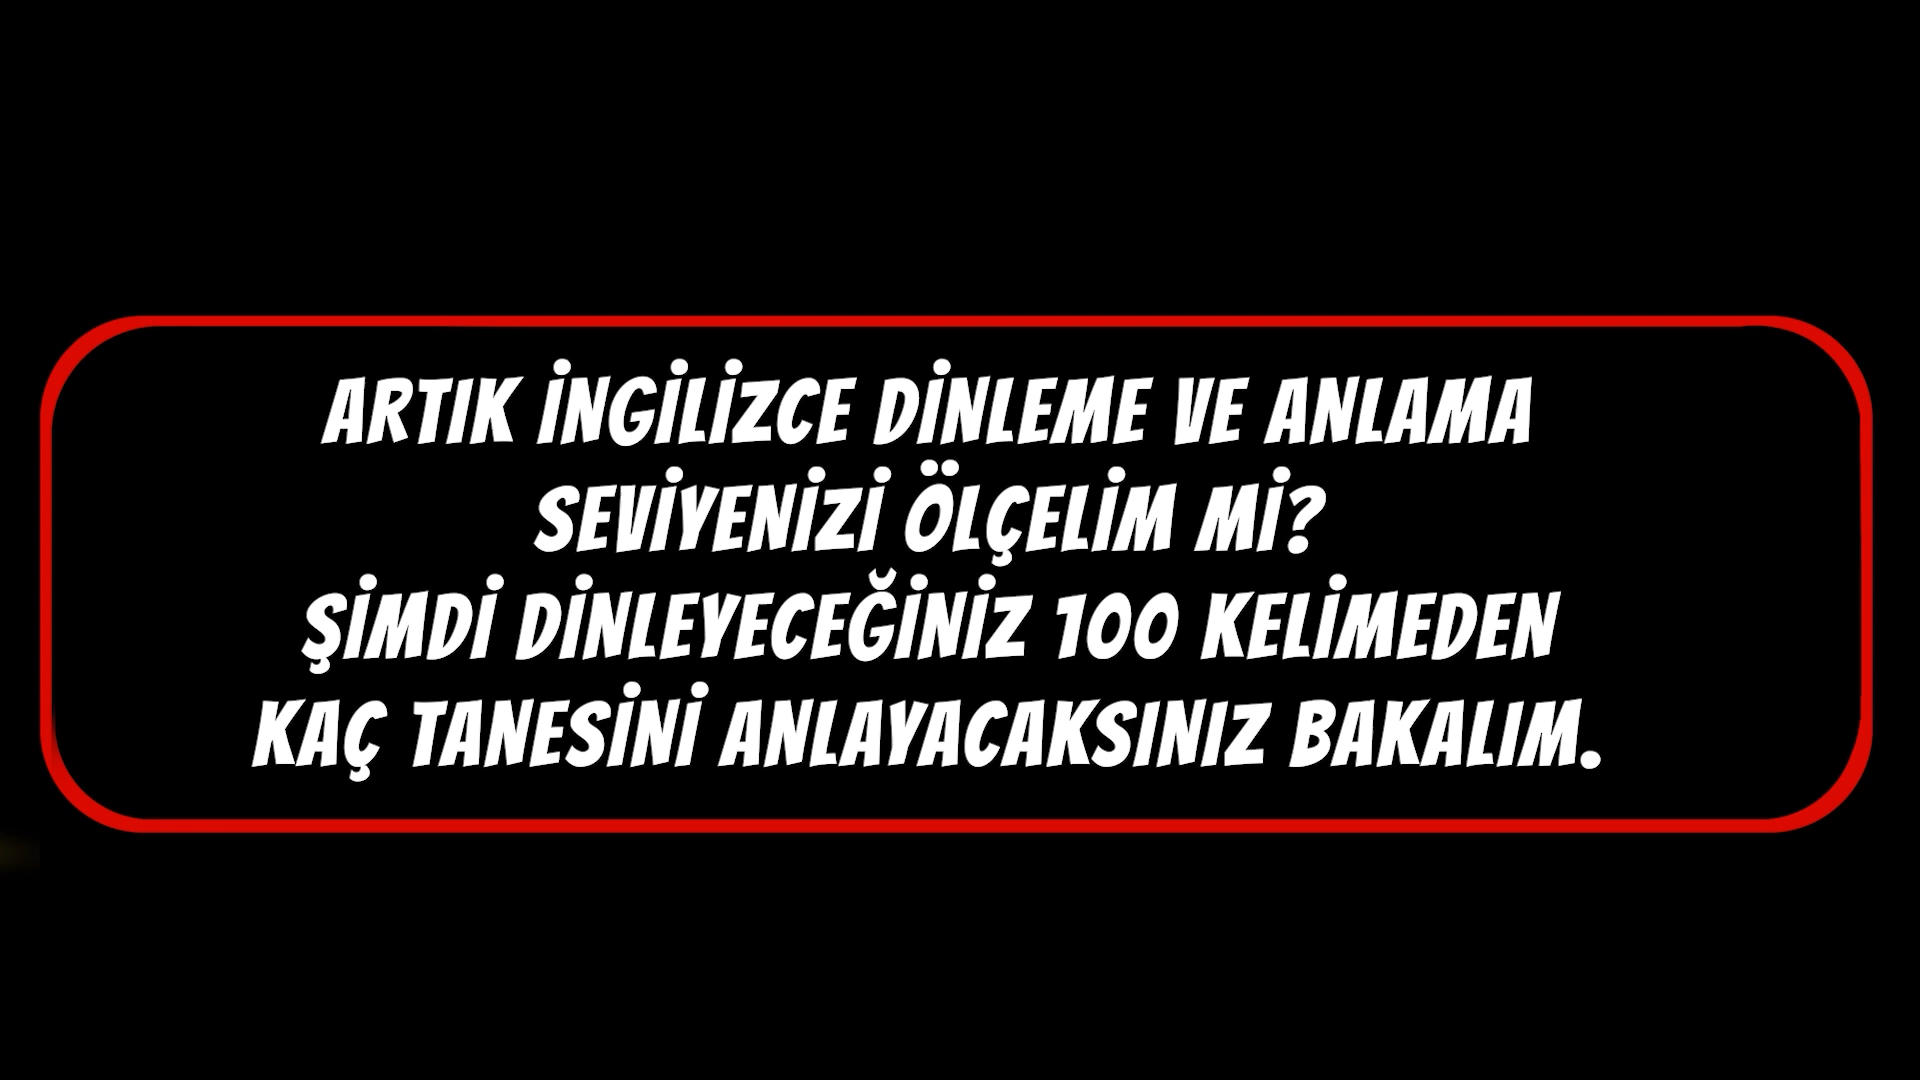 ARTIK İNGİLİZCE DİNLEME VE ANLAMA
SEVİYENİZİ ÖLÇELİM Mİ?
ŞİMDİ DİNLEYECEĞİNİZ 100 KELİMEDEN
KAÇ TANESİNİ ANLAYACAKSINIZ BAKALIM.